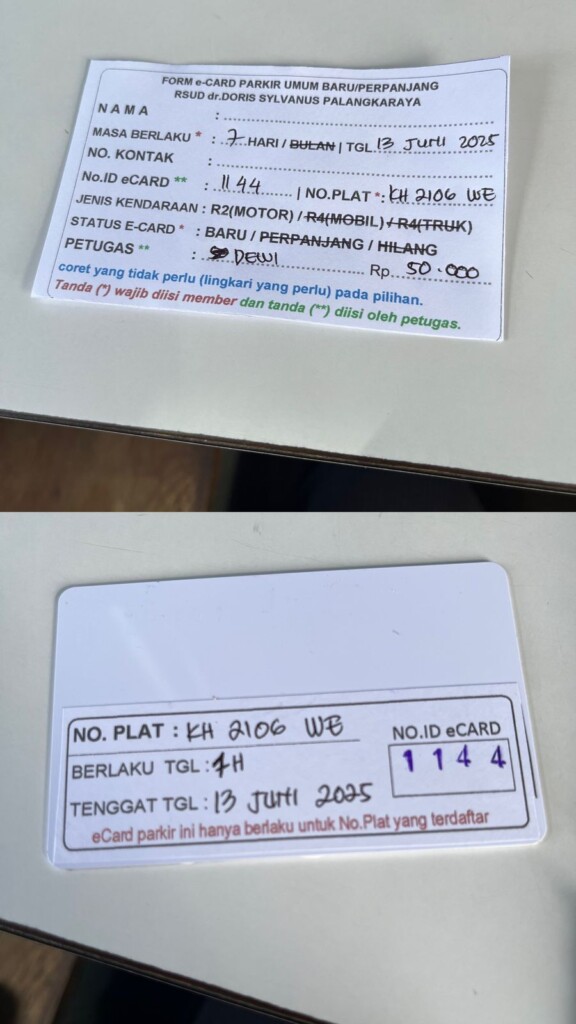 FORM e-CARD PARKIR UMUM BARU/PERPANJANG
RSUD dr.DORIS SYLVANUS PALANGKARAYA
NAMA :
MASA BERLAKU * : 7 HARI / BULAN | TGL 13 Juni 2025
NO. KONTAK :
No.ID eCARD ** : 1144 | NO.PLAT * : KH 2106 WE
JENIS KENDARAAN : R2(MOTOR) / R4(MOBIL) / R4(TRUK)
STATUS E-CARD * : BARU / PERPANJANG / HILANG
PETUGAS ** : DEWI Rp. 50.000
coret yang tidak perlu (lingkari yang perlu) pada pilihan.
Tanda (*) wajib diisi member dan tanda (**) diisi oleh petugas.
NO. PLAT : KH 2106 WE
NO.ID eCARD
1144
BERLAKU TGL : 7H
TENGGAT TGL : 13 Juni 2025
eCard parkir ini hanya berlaku untuk No.Plat yang terdaftar